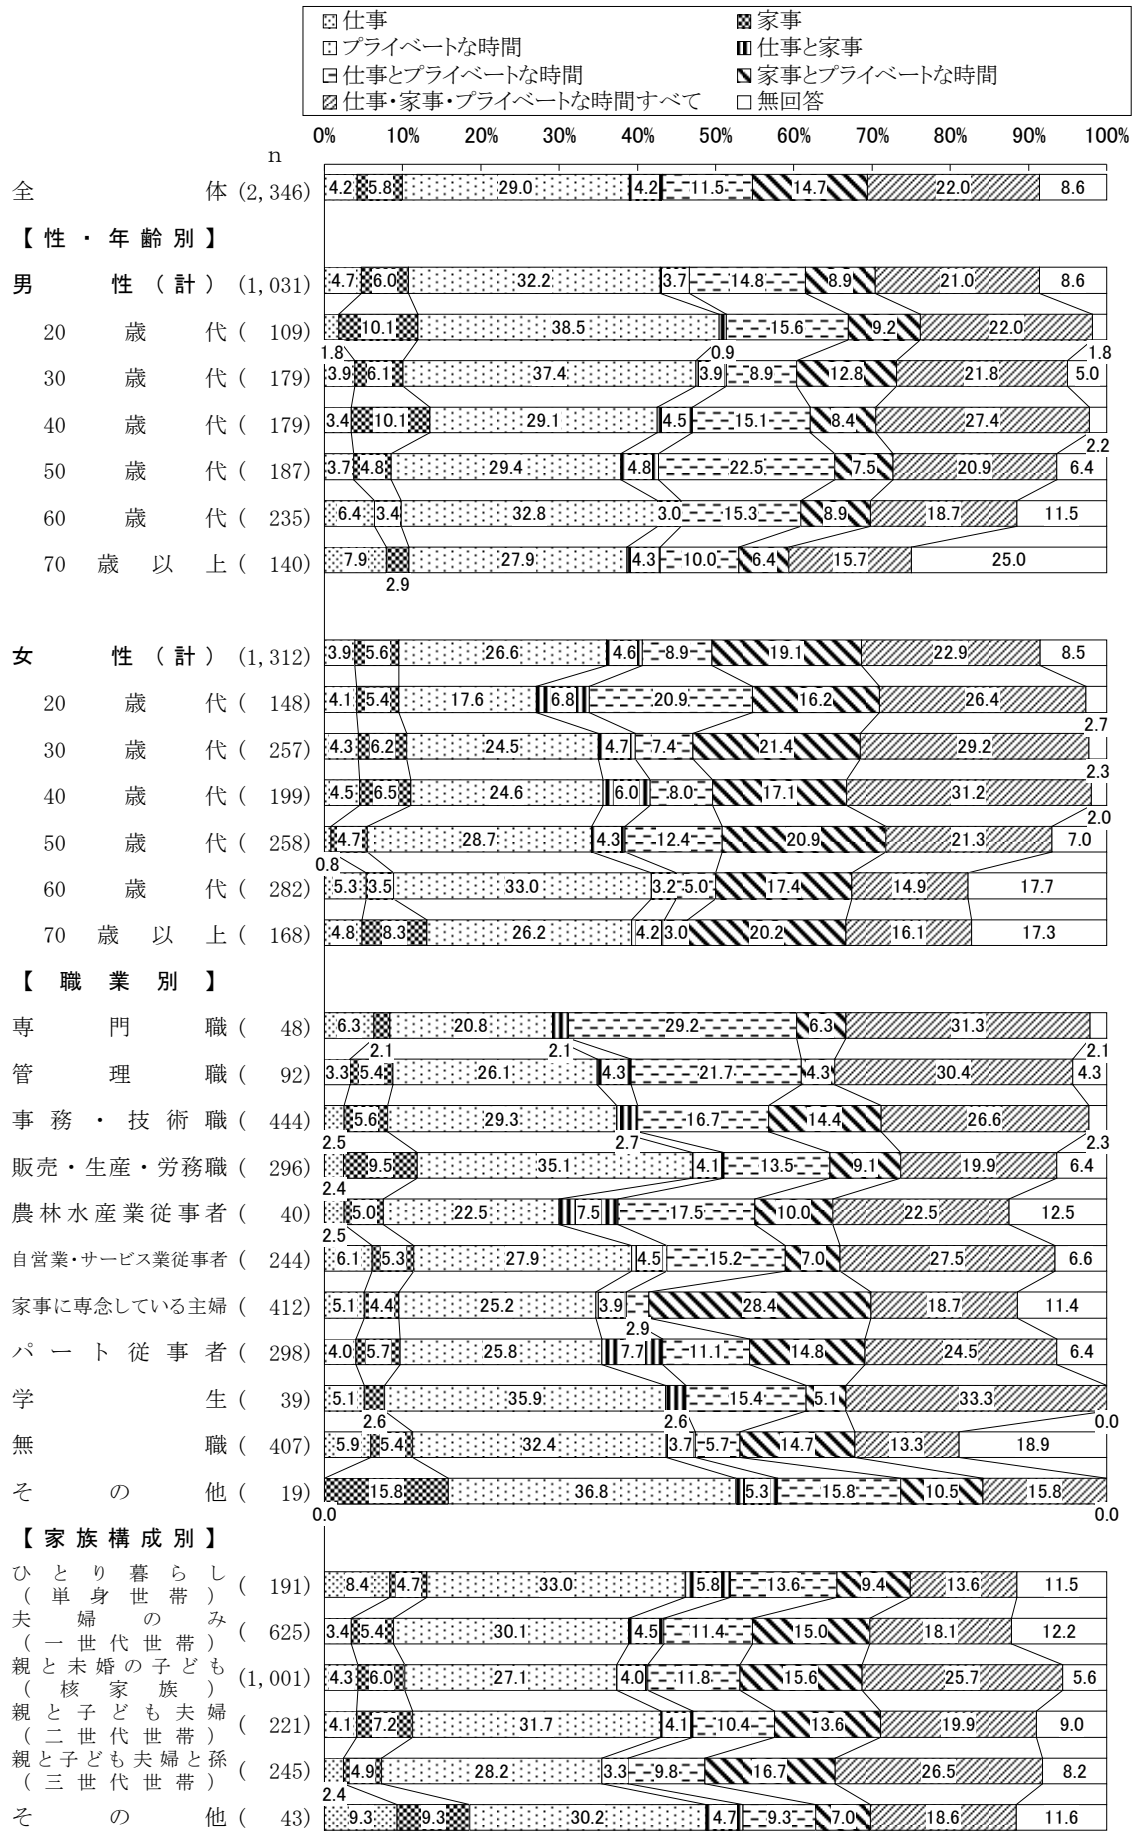 仕事 家事
プライベートな時間 仕事と家事
仕事とプライベートな時間 家事とプライベートな時間
仕事・家事・プライベートな時間すべて 無回答
0% 10% 20% 30% 40% 50% 60% 70% 80% 90% 100%
n
全体 (2,346) 4.2 5.8 29.0 4.2 11.5 14.7 22.0 8.6
【性・年齢別】
男性(計) (1,031) 4.7 6.0 32.2 3.7 14.8 8.9 21.0 8.6
20歳代 (109) 10.1 38.5 15.6 9.2 22.0
1.8 0.9 1.8
30歳代 (179) 3.9 6.1 37.4 3.9 8.9 12.8 21.8 5.0
40歳代 (179) 3.4 10.1 29.1 4.5 15.1 8.4 27.4
2.2
50歳代 (187) 3.7 4.8 29.4 4.8 22.5 7.5 20.9 6.4
60歳代 (235) 6.4 3.4 32.8 3.0 15.3 8.9 18.7 11.5
70歳以上 (140) 7.9 27.9 4.3 10.0 6.4 15.7 25.0
2.9
女性(計) (1,312) 3.9 5.6 26.6 4.6 8.9 19.1 22.9 8.5
20歳代 (148) 4.1 5.4 17.6 6.8 20.9 16.2 26.4
2.7
30歳代 (257) 4.3 6.2 24.5 4.7 7.4 21.4 29.2
2.3
40歳代 (199) 4.5 6.5 24.6 6.0 8.0 17.1 31.2
2.0
50歳代 (258) 4.7 28.7 4.3 12.4 20.9 21.3 7.0
0.8
60歳代 (282) 5.3 3.5 33.0 3.2 5.0 17.4 14.9 17.7
70歳以上 (168) 4.8 8.3 26.2 4.2 3.0 20.2 16.1 17.3
【職業別】
専門職 (48) 6.3 20.8 29.2 6.3 31.3
2.1 2.1 2.1
管理職 (92) 3.3 5.4 26.1 4.3 21.7 4.3 30.4 4.3
事務・技術職 (444) 5.6 29.3 16.7 14.4 26.6
2.5 2.7 2.3
販売・生産・労務職 (296) 9.5 35.1 4.1 13.5 9.1 19.9 6.4
2.4
農林水産業従事者 (40) 5.0 22.5 7.5 17.5 10.0 22.5 12.5
2.5
自営業・サービス業従事者 (244) 6.1 5.3 27.9 4.5 15.2 7.0 27.5 6.6
家事に専念している主婦 (412) 5.1 4.4 25.2 3.9 28.4 18.7 11.4
2.9
パート従事者 (298) 4.0 5.7 25.8 7.7 11.1 14.8 24.5 6.4
学生 (39) 5.1 35.9 15.4 5.1 33.3
2.6 2.6 0.0
無職 (407) 5.9 5.4 32.4 3.7 5.7 14.7 13.3 18.9
その他 (19) 15.8 36.8 5.3 15.8 10.5 15.8
0.0 0.0
【家族構成別】
ひとり暮らし
(単身世帯) (191) 8.4 4.7 33.0 5.8 13.6 9.4 13.6 11.5
夫婦のみ
(一世代世帯) (625) 3.4 5.4 30.1 4.5 11.4 15.0 18.1 12.2
親と未婚の子ども
(核家族) (1,001) 4.3 6.0 27.1 4.0 11.8 15.6 25.7 5.6
親と子ども夫婦
(二世代世帯) (221) 4.1 7.2 31.7 4.1 10.4 13.6 19.9 9.0
親と子ども夫婦と孫
(三世代世帯) (245) 4.9 28.2 3.3 9.8 16.7 26.5 8.2
2.4
その他 (43) 9.3 9.3 30.2 4.7 9.3 7.0 18.6 11.6